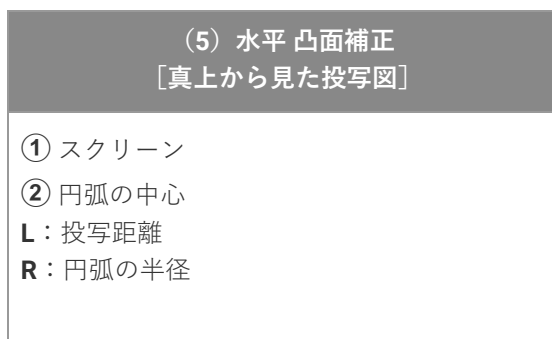 （5）水平 凸面補正
［真上から見た投写図］
① スクリーン
② 円弧の中心
L：投写距離
R：円弧の半径